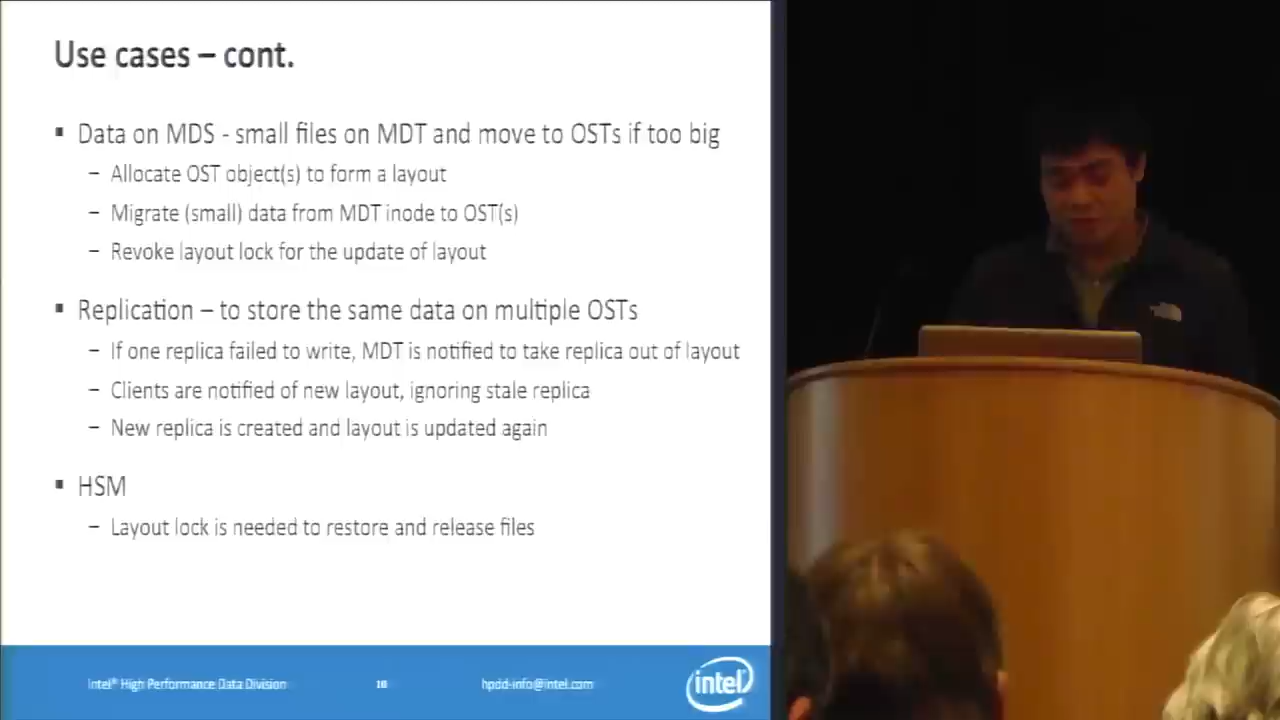 Use cases – cont.
▪ Data on MDS - small files on MDT and move to OSTs if too big
– Allocate OST object(s) to form a layout
– Migrate (small) data from MDT inode to OST(s)
– Revoke layout lock for the update of layout
▪ Replication – to store the same data on multiple OSTs
– If one replica failed to write, MDT is notified to take replica out of layout
– Clients are notified of new layout, ignoring stale replica
– New replica is created and layout is updated again
▪ HSM
– Layout lock is needed to restore and release files
Intel® High Performance Data Division
10
hpdd-info@intel.com
intel